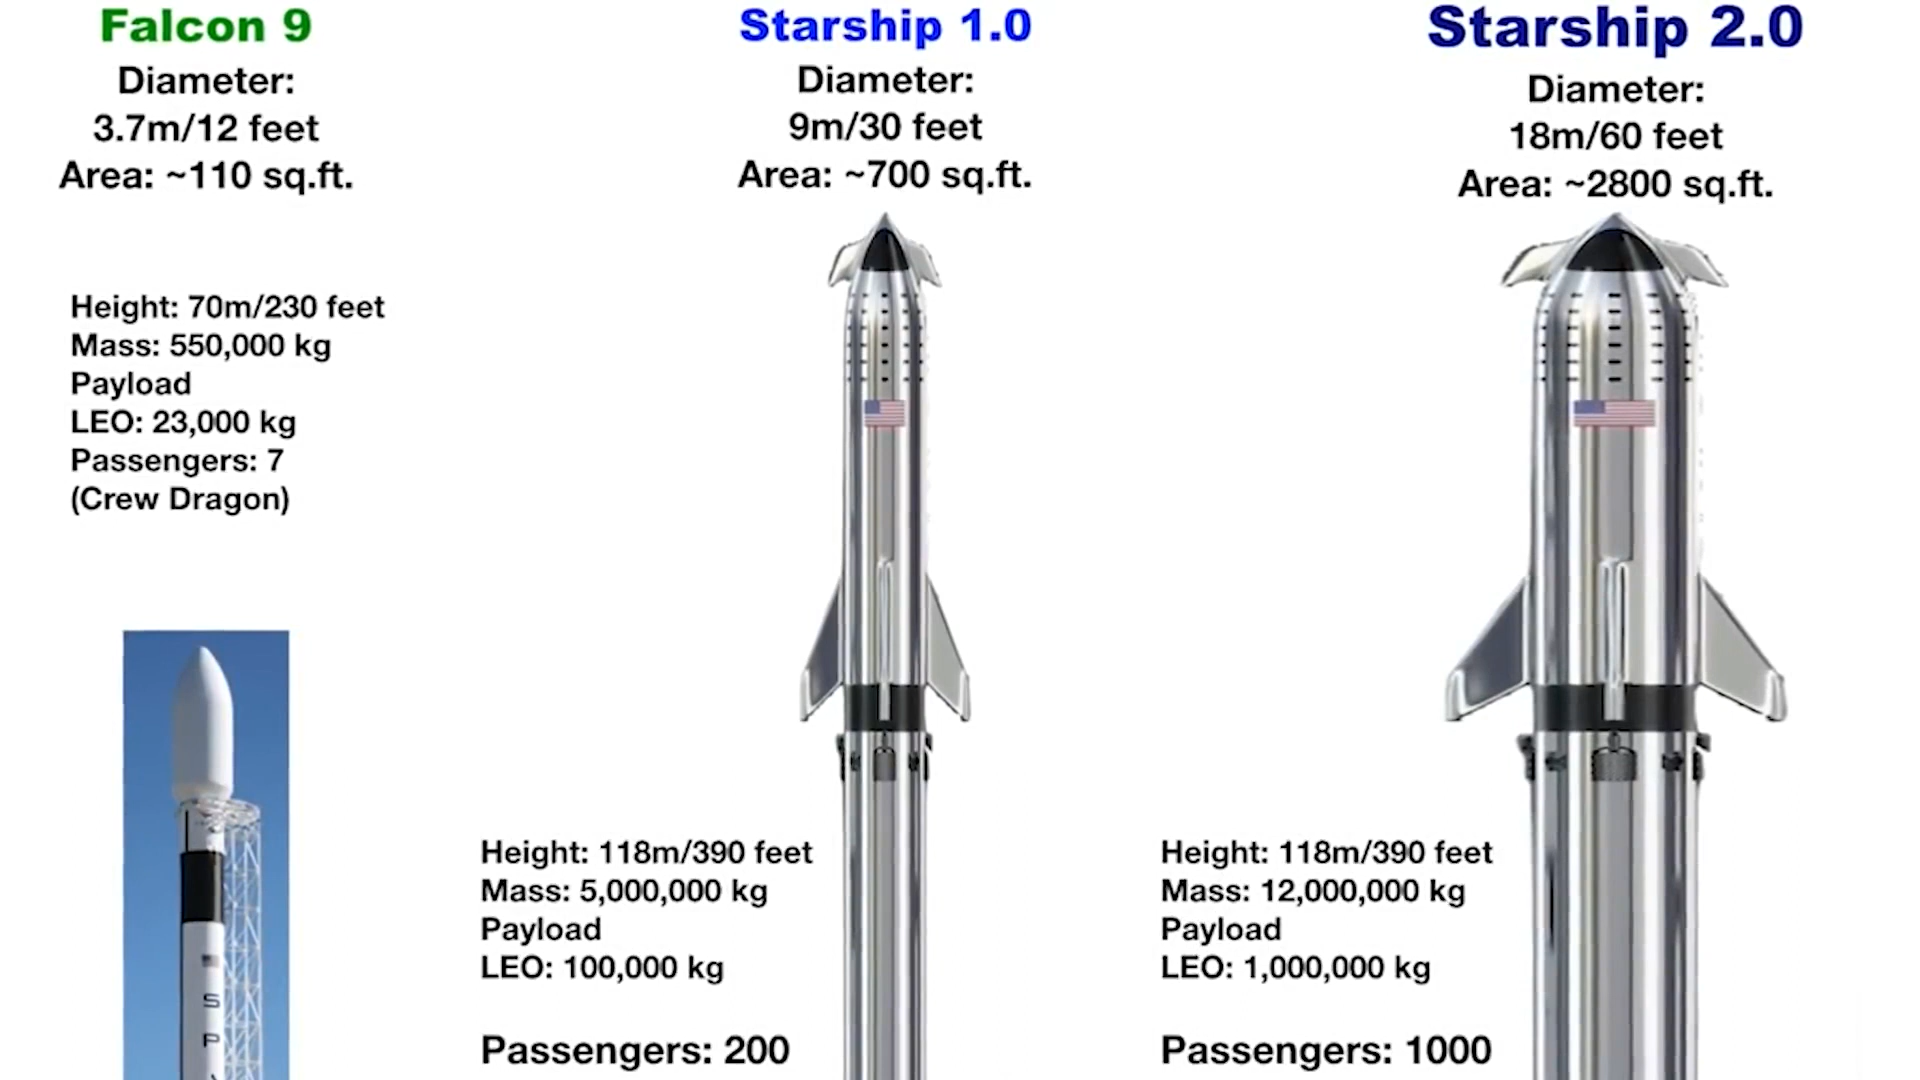 Falcon 9
Diameter:
3.7m/12 feet
Area: ~110 sq.ft.
Height: 70m/230 feet
Mass: 550,000 kg
Payload
LEO: 23,000 kg
Passengers: 7
(Crew Dragon)
S
P
Starship 1.0
Diameter:
9m/30 feet
Area: ~700 sq.ft.
Height: 118m/390 feet
Mass: 5,000,000 kg
Payload
LEO: 100,000 kg
Passengers: 200
Starship 2.0
Diameter:
18m/60 feet
Area: ~2800 sq.ft.
Height: 118m/390 feet
Mass: 12,000,000 kg
Payload
LEO: 1,000,000 kg
Passengers: 1000